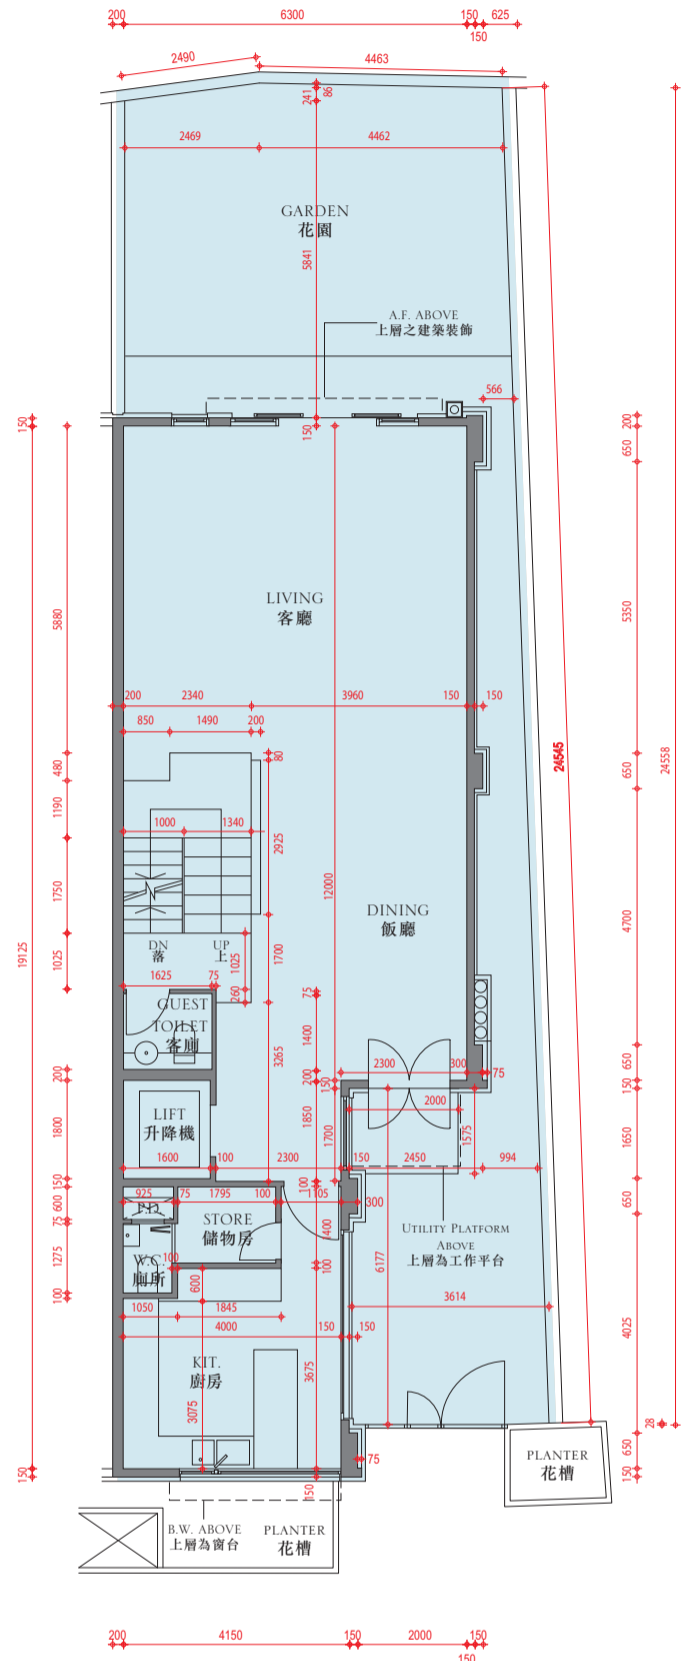 200 6300 150 625
150
2490 4463
241 86
2469 4462
GARDEN
花園
5841
A.F. ABOVE
上層之建築裝飾
566
150 150 200
650
LIVING
客廳
5880 5350
200 2340 3960 150 150
850 1490 200
80
480 650
24545 24558
1190
1000 1340
2925
12000
1750
DINING
飯廳
4700
19125
DN UP
落 上
1025 1025 1700
1625 75
260 75
GUEST
TOILET
客廁
1400 3265
2300 300 75
650
200 200 150 150
2000
LIFT
升降機
1800 1850 1700 1575 1650
1600 100 2300 150 2450 994
150 100 650
925 75 1795 100 1105 300
600 P.D.
STORE
儲物房
75 1400
UTILITY PLATFORM
ABOVE
上層為工作平台
W.C.
廁所
100
1275 600 100 6177
100
1050 1845 3614
4000 150 150
4025
KIT.
廚房
3675
3075
28
PLANTER
花槽
650
75
150 150 150
B.W. ABOVE
上層為窗台
PLANTER
花槽
200 4150 150 2000 150
150